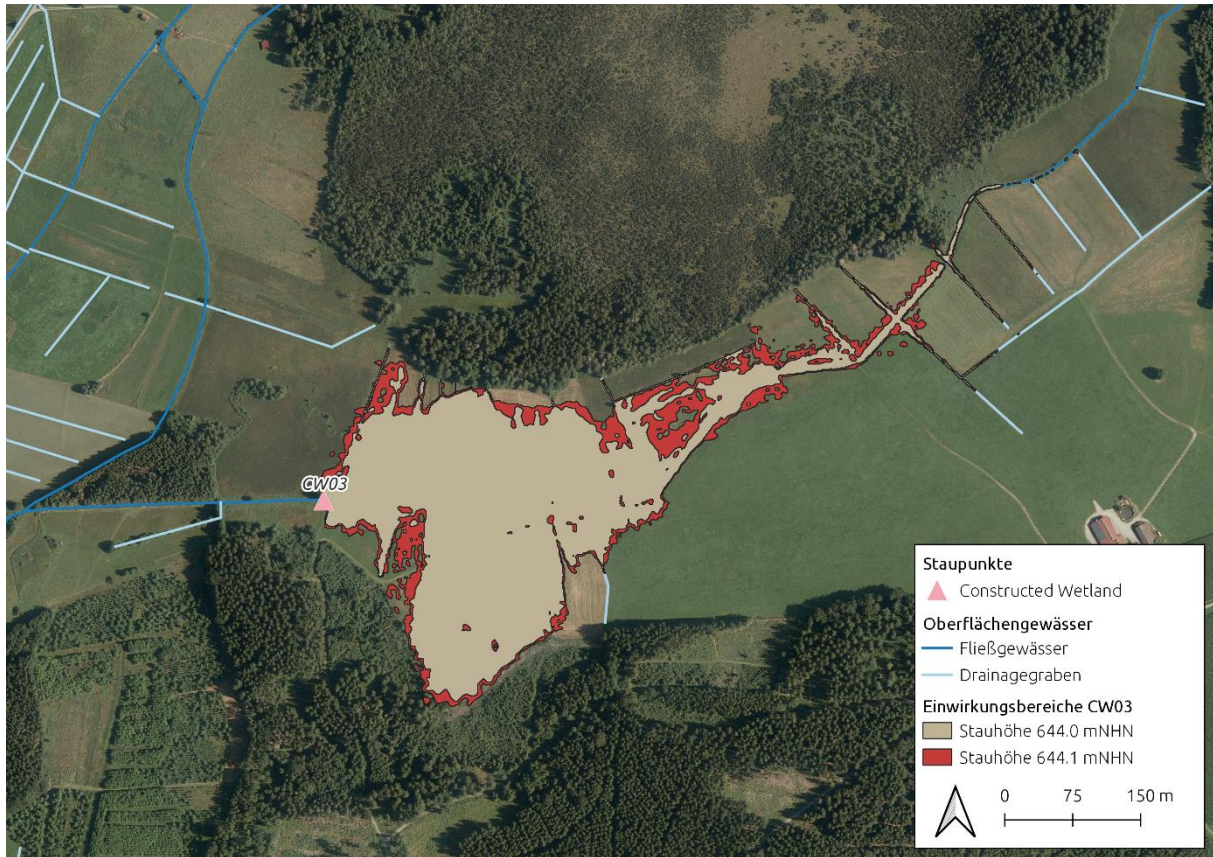 CW03
Staupunkte
Constructed Wetland
Oberflächengewässer
Fließgewässer
Drainagegraben
Einwirkungsbereiche CW03
Stauhöhe 644.0 mNHN
Stauhöhe 644.1 mNHN
0 75 150 m